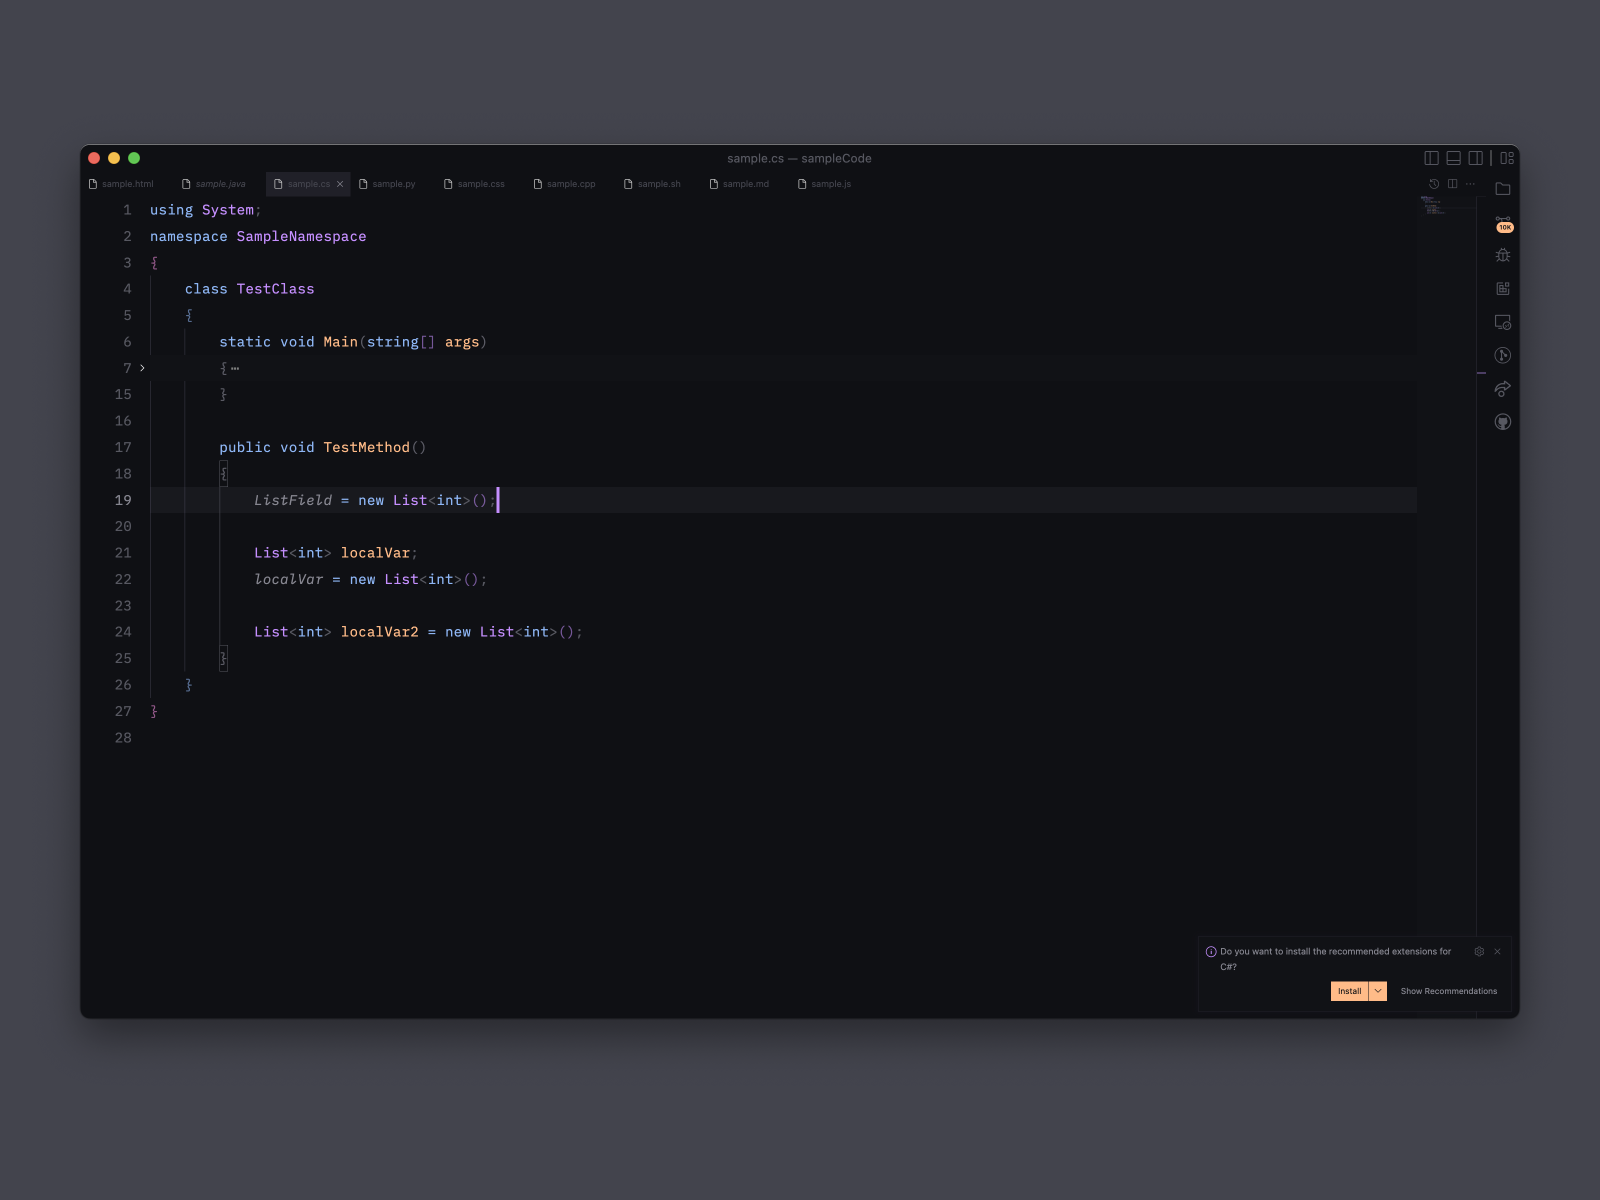 sample.cs — sampleCode
sample.html sample.java sample.cs sample.py sample.css sample.cpp sample.sh sample.md sample.js
10K
1 using System;
2 namespace SampleNamespace
3 {
4 class TestClass
5 {
6 static void Main(string[] args)
7 {⋯
15 }
16
17 public void TestMethod()
18 {
19 ListField = new List<int>();
20
21 List<int> localVar;
22 localVar = new List<int>();
23
24 List<int> localVar2 = new List<int>();
25 }
26 }
27 }
28
Do you want to install the recommended extensions for
C#?
Install Show Recommendations